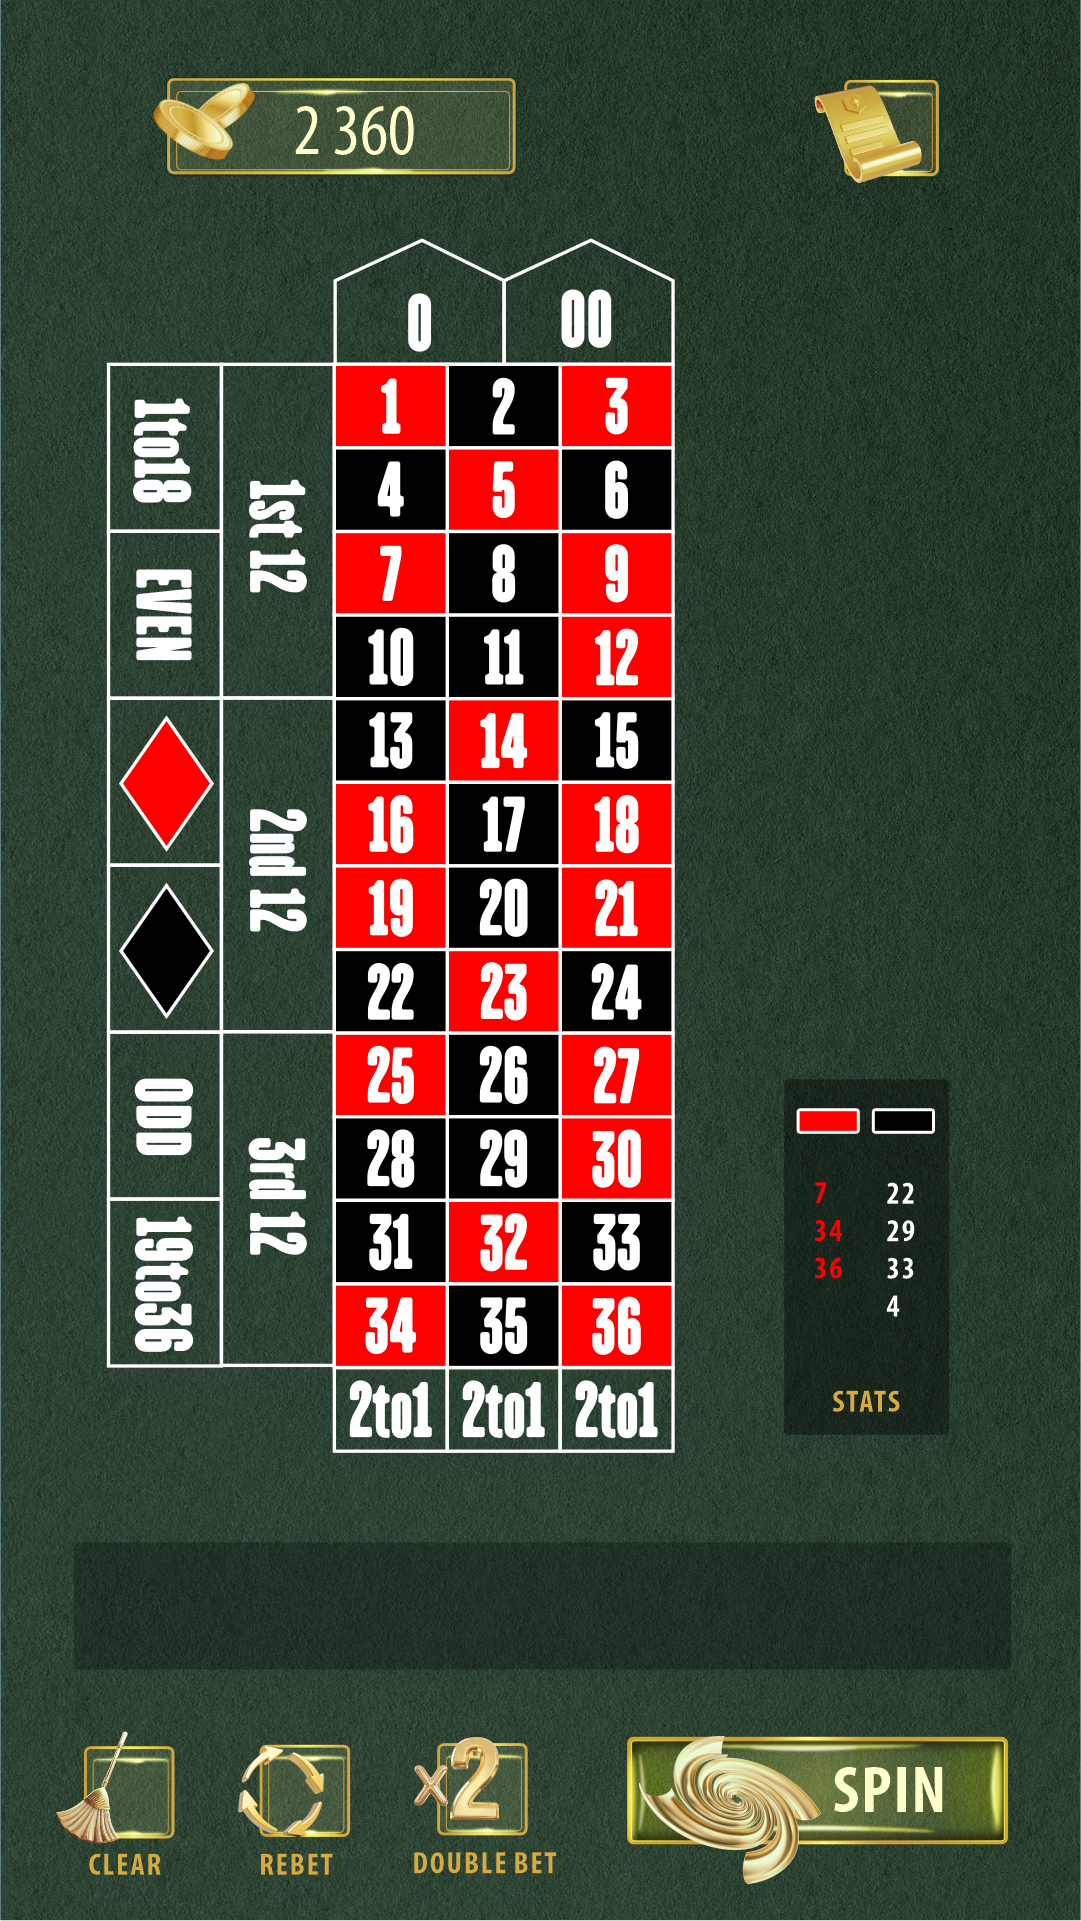 2 360
0 00
1 2 3
4 5 6
7 8 9
10 11 12
13 14 15
16 17 18
19 20 21
22 23 24
25 26 27
28 29 30
31 32 33
34 35 36
2to1 2to1 2to1
1st 12
2nd 12
3rd 12
1to18
EVEN
ODD
19to36
7 22
34 29
36 33
4
STATS
CLEAR
REBET
x2
DOUBLE BET
SPIN